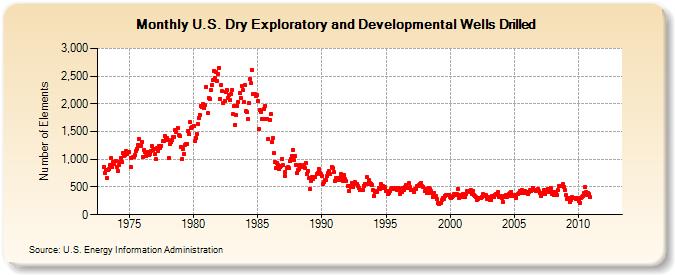 Monthly U.S. Dry Exploratory and Developmental Wells Drilled
Number of Elements
3,000
2,500
2,000
1,500
1,000
500
0
1975 1980 1985 1990 1995 2000 2005 2010
Source: U.S. Energy Information Administration